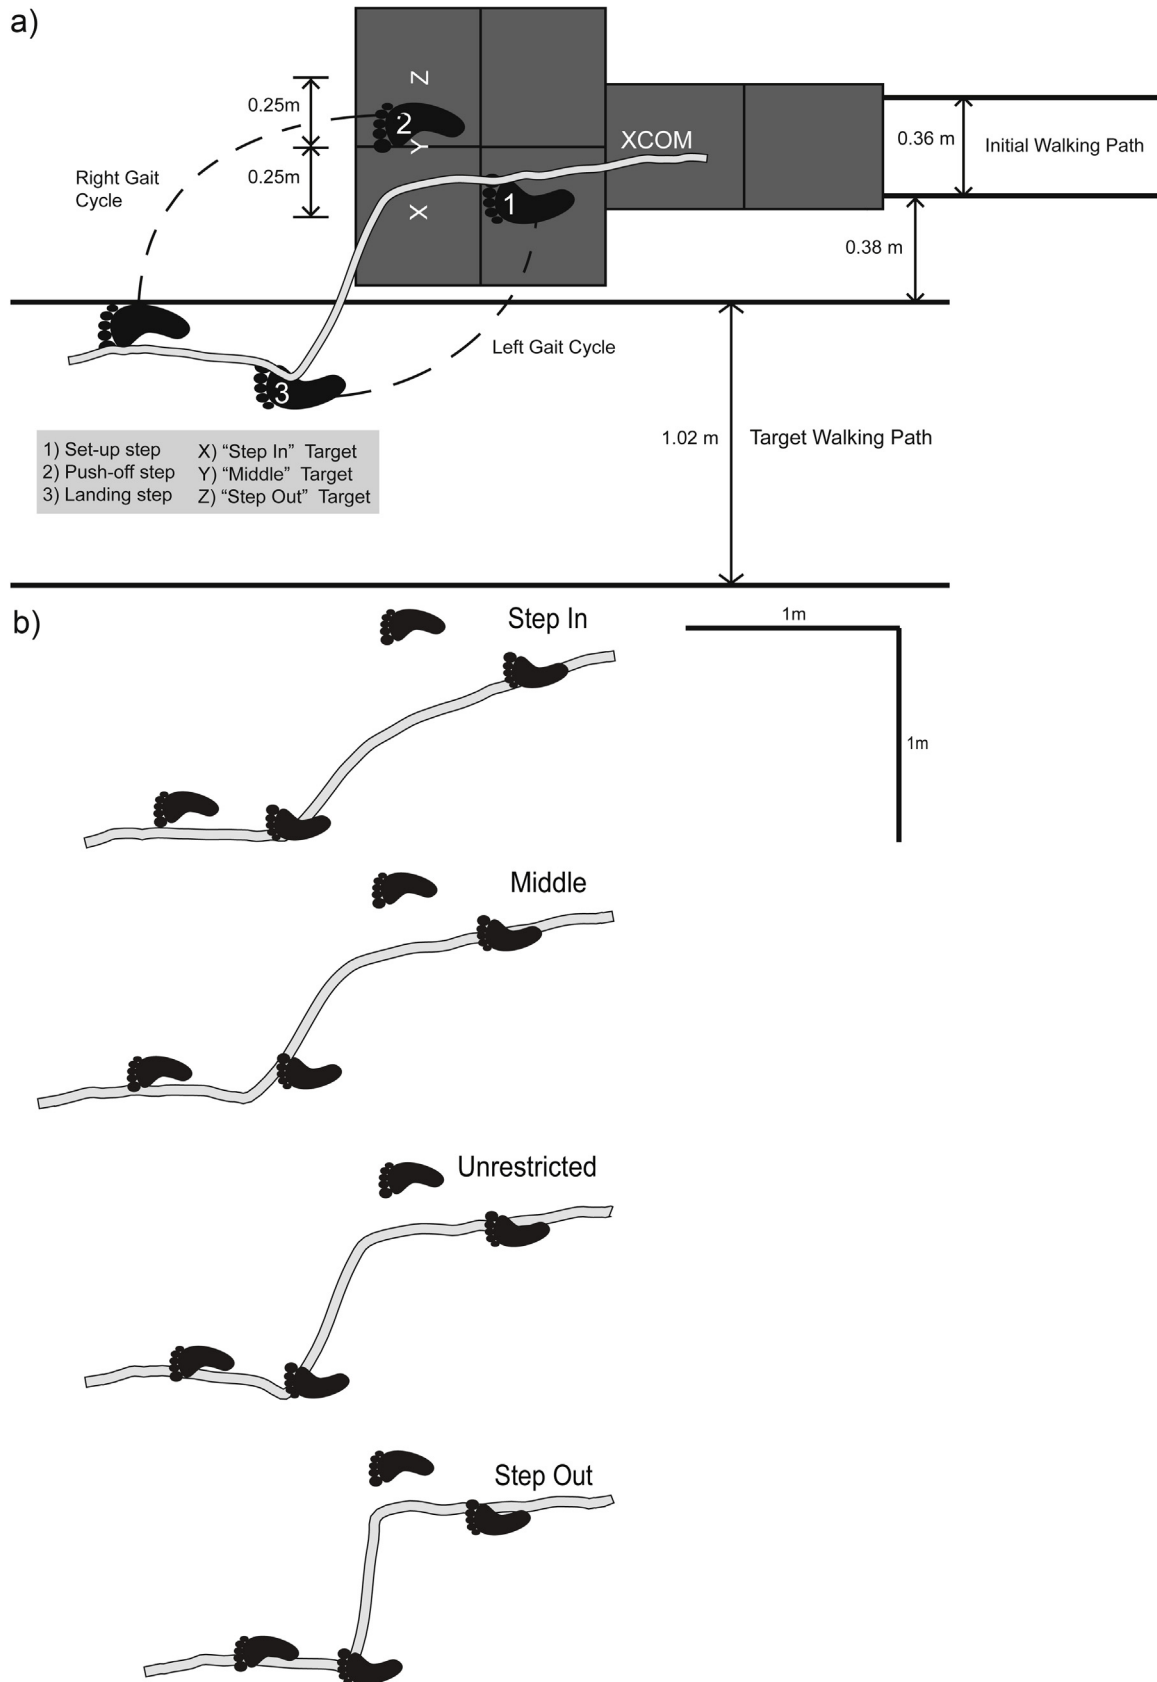 a)
Z
0.25m
2
Y
XCOM
0.36 m
Initial Walking Path
0.25m
Right Gait
Cycle
X
1
0.38 m
Left Gait Cycle
3
1) Set-up step
2) Push-off step
3) Landing step
X) “Step In” Target
Y) “Middle” Target
Z) “Step Out” Target
1.02 m
Target Walking Path
b)
Step In
1m
1m
Middle
Unrestricted
Step Out